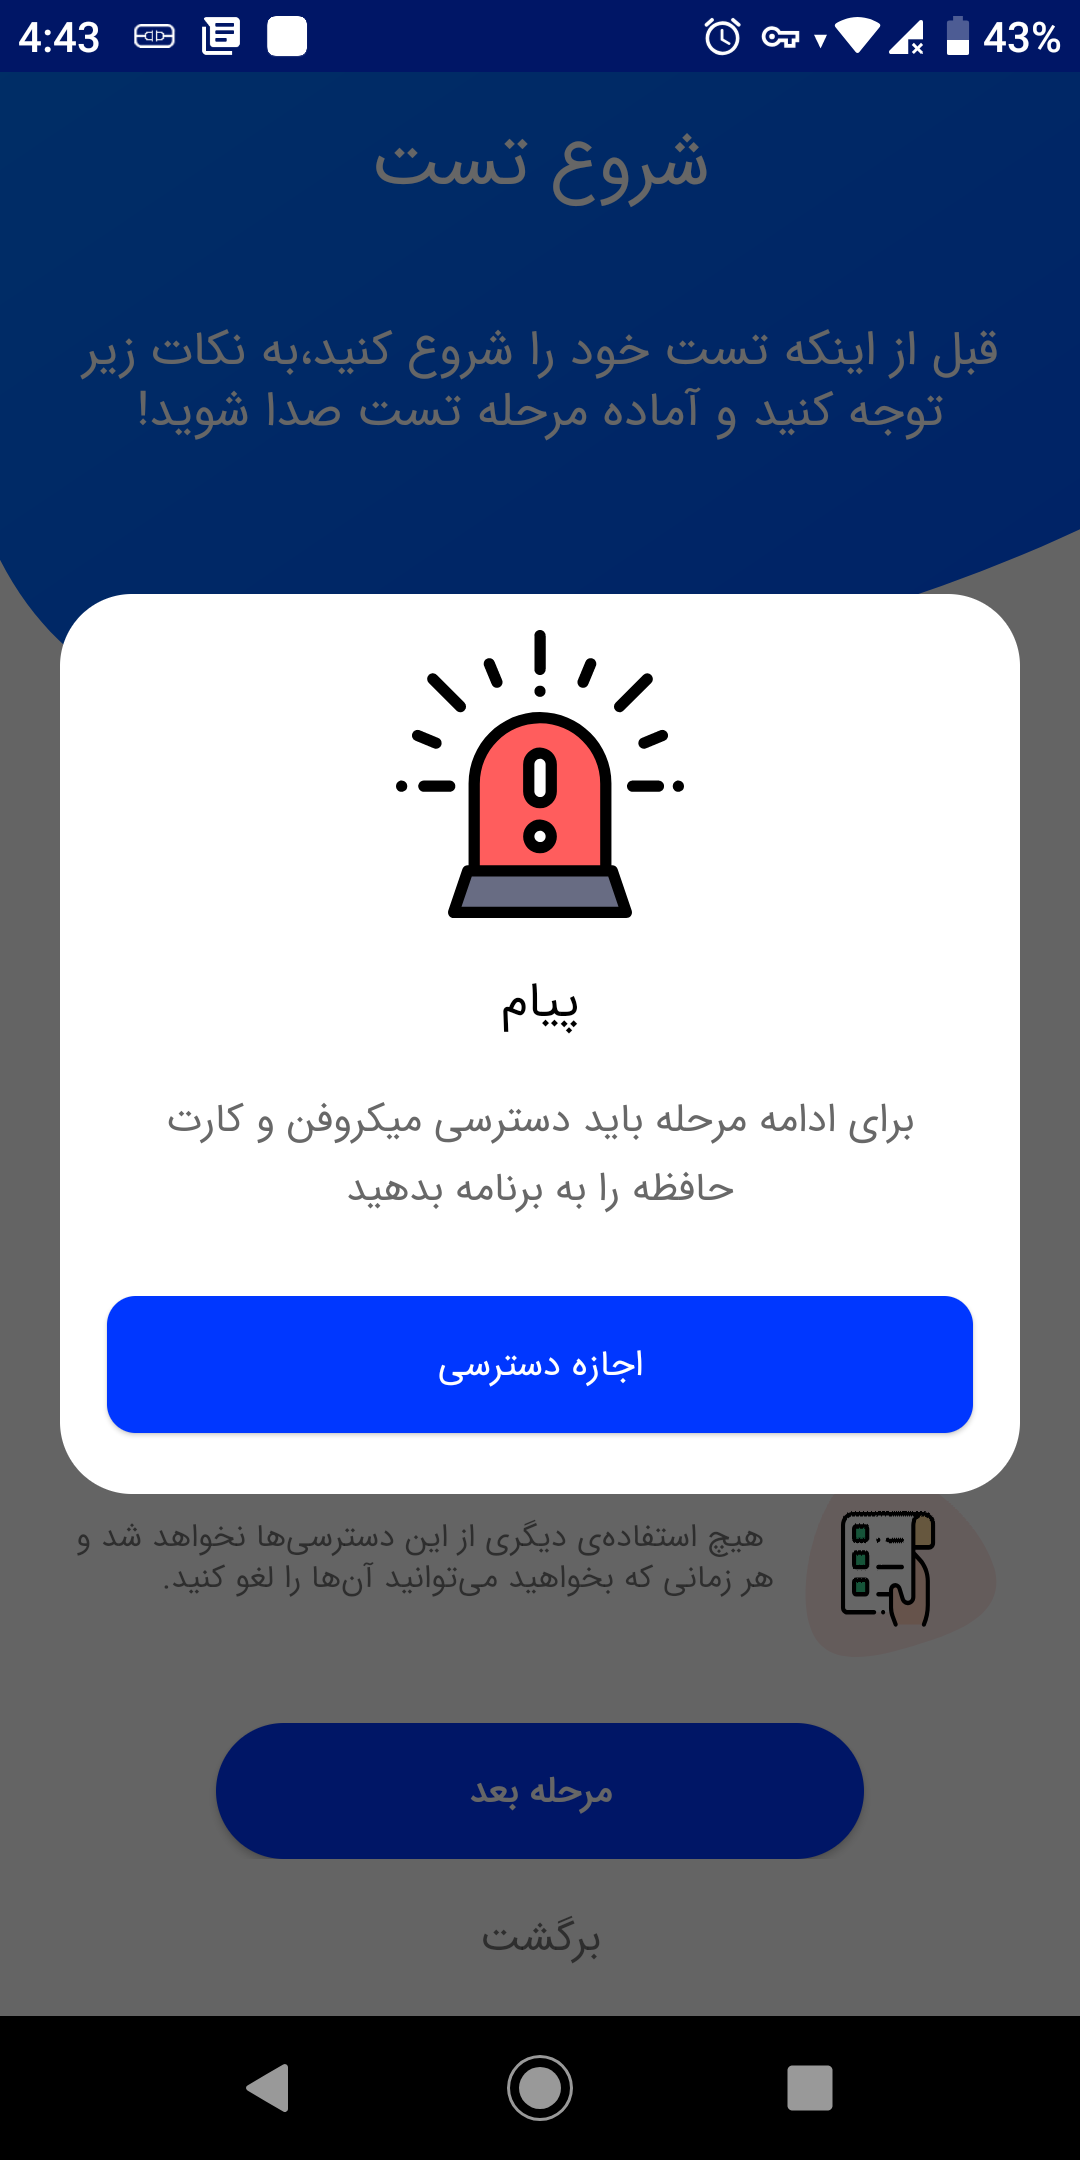 4:43
43%
شروع تست
قبل از اینکه تست خود را شروع کنید،به نکات زیر
توجه کنید و آماده مرحله تست صدا شوید!
پیام
برای ادامه مرحله باید دسترسی میکروفن و کارت
حافظه را به برنامه بدهید
اجازه دسترسی
هیچ استفاده‌ی دیگری از این دسترسی‌ها نخواهد شد و
هر زمانی که بخواهید می‌توانید آن‌ها را لغو کنید.
مرحله بعد
برگشت